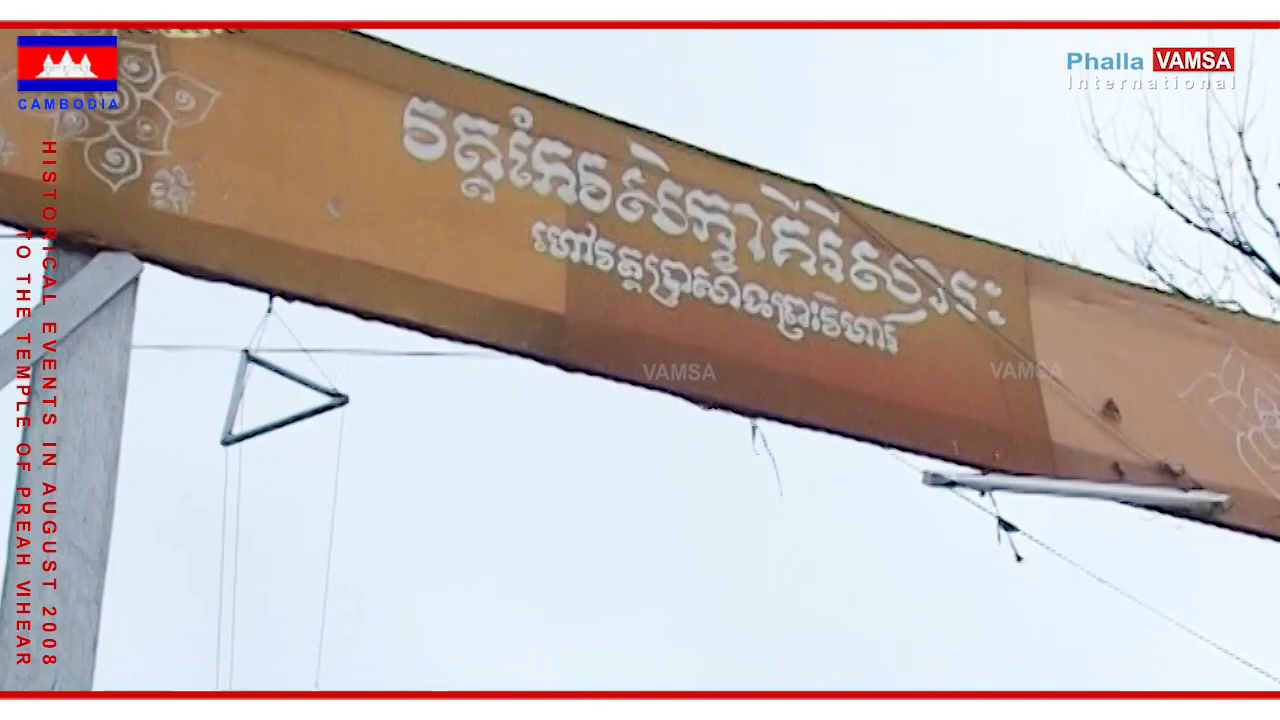 CAMBODIA
Phalla VAMSA
International
HISTORICAL EVENTS IN AUGUST 2008
TO THE TEMPLE OF PREAH VIHEAR
វត្តកែវសិក្ខាគីរីស្វារៈ
ហៅវត្តប្រាសាទព្រះវិហារ
VAMSA
VAMSA